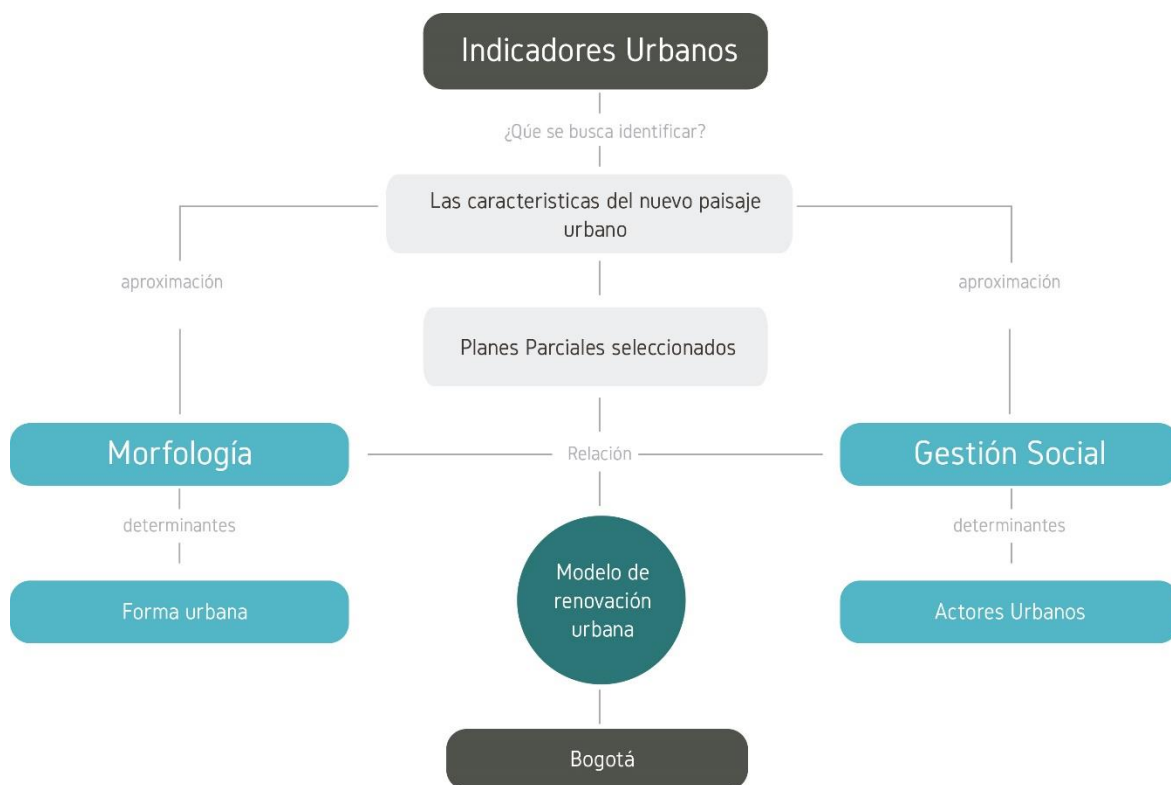 Indicadores Urbanos
¿Qúe se busca identificar?
Las caracteristicas del nuevo paisaje
urbano
aproximación
aproximación
Planes Parciales seleccionados
Morfología
Relación
Gestión Social
determinantes
determinantes
Modelo de
renovación
urbana
Forma urbana
Actores Urbanos
Bogotá